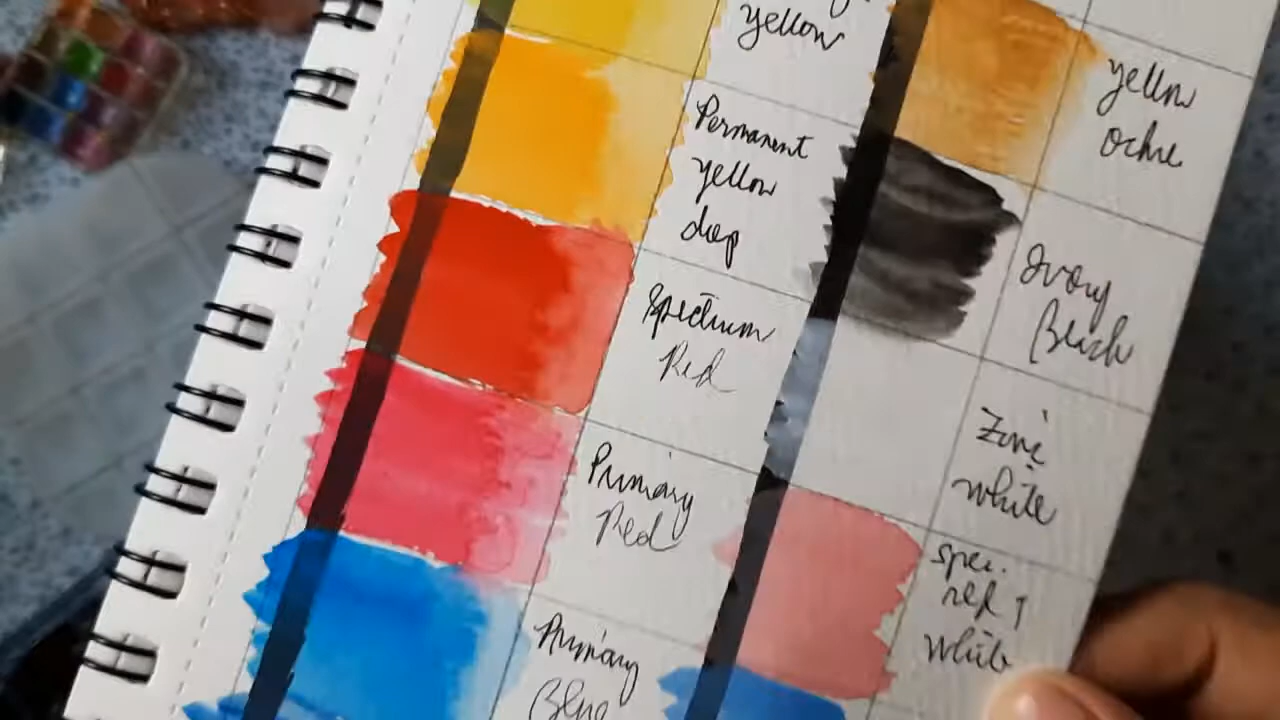 yellow
Permanent
yellow
deep
Spectrum
Red
Primary
Red
Primary
Blue
yellow
ochre
Ivory
Black
Zinc
white
spec.
red +
white